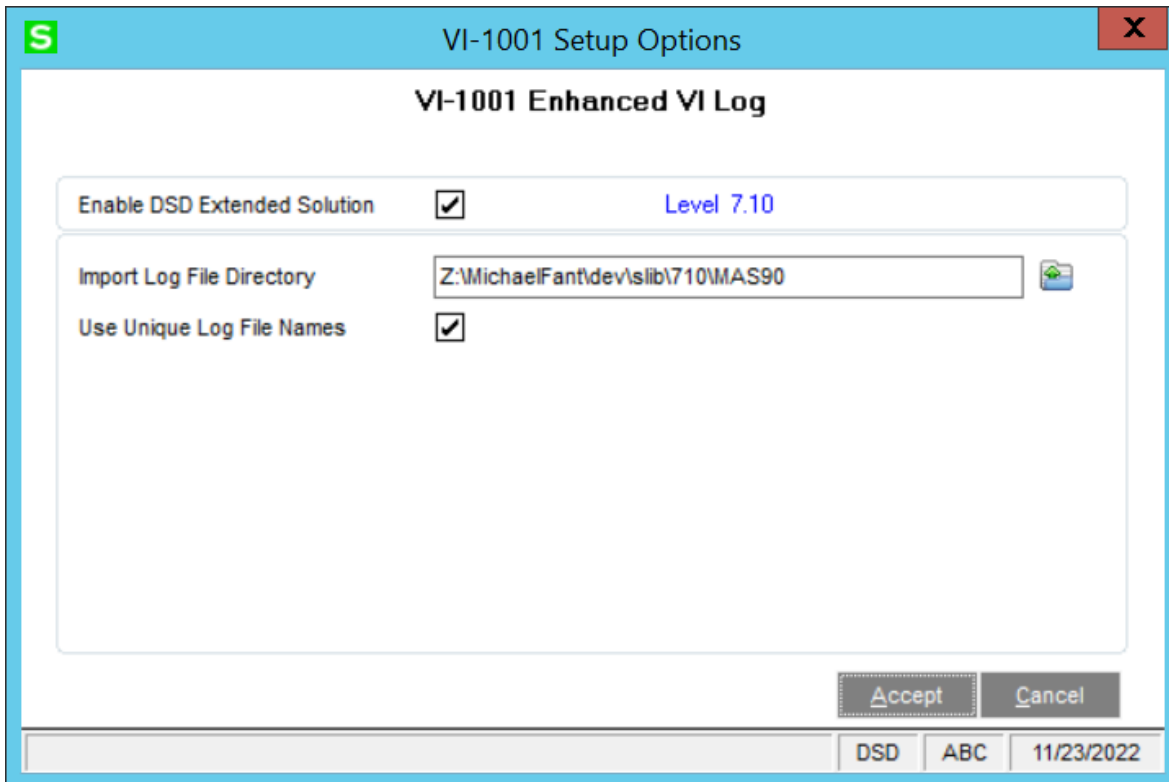 S
VI-1001 Setup Options
X
VI-1001 Enhanced VI Log
Enable DSD Extended Solution Level 7.10
Import Log File Directory Z:\MichaelFant\dev\slib\710\MAS90
Use Unique Log File Names
Accept Cancel
DSD ABC 11/23/2022